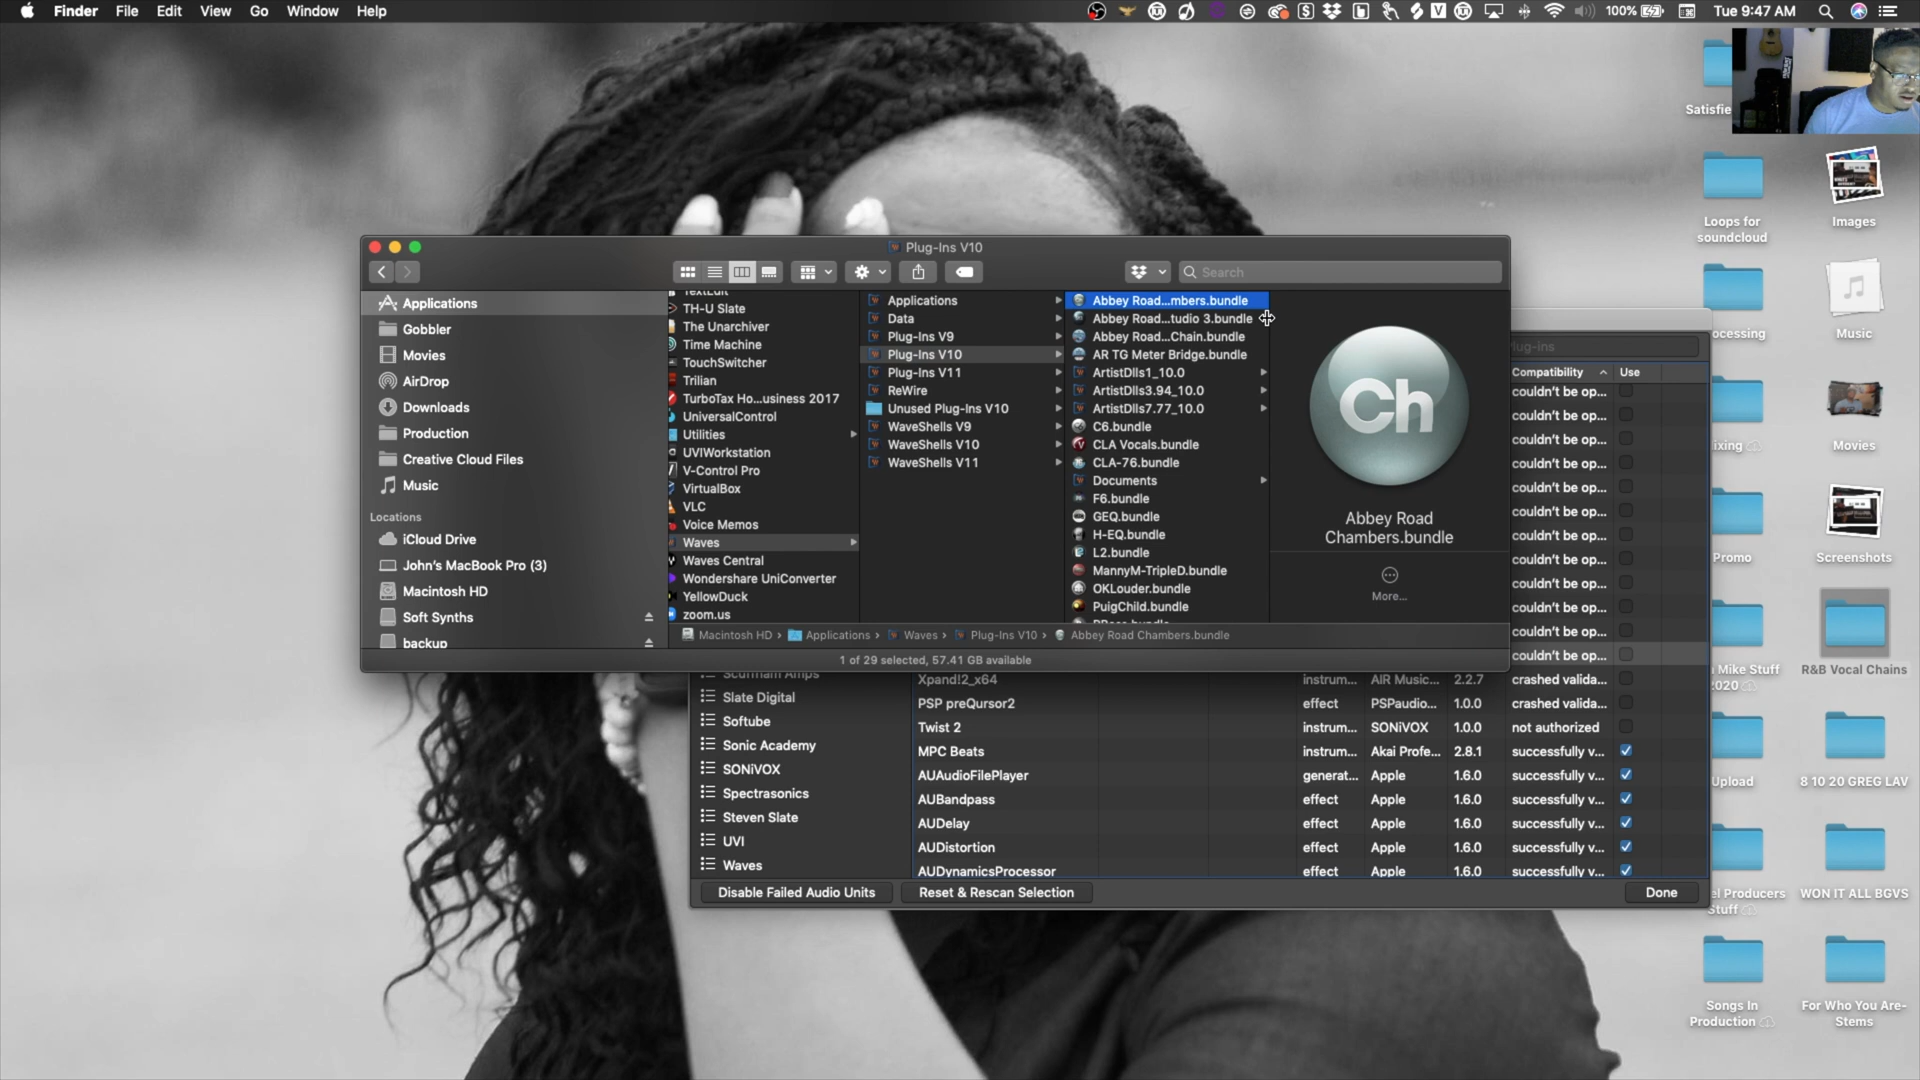 Finder File Edit View Go Window Help
100% Tue 9:47 AM
Satisfie
Images
Loops for
soundcloud
Music
ocessing
Movies
ixing
Screenshots
Promo
R&B Vocal Chains
Mike Stuff
2020
8 10 20 GREG LAV
Upload
WON IT ALL BGVS
el Producers
Stuff
For Who You Are-
Stems
Songs In
Production
Plug-Ins V10
Search
Applications
Gobbler
Movies
AirDrop
Downloads
Production
Creative Cloud Files
Music
Locations
iCloud Drive
John's MacBook Pro (3)
Macintosh HD
Soft Synths
backup
TextEdit
TH-U Slate
The Unarchiver
Time Machine
TouchSwitcher
Trilian
TurboTax Ho...usiness 2017
UniversalControl
Utilities
UVIWorkstation
V-Control Pro
VirtualBox
VLC
Voice Memos
Waves
Waves Central
Wondershare UniConverter
YellowDuck
zoom.us
Applications
Data
Plug-Ins V9
Plug-Ins V10
Plug-Ins V11
ReWire
Unused Plug-Ins V10
WaveShells V9
WaveShells V10
WaveShells V11
Abbey Road...mbers.bundle
Abbey Road...tudio 3.bundle
Abbey Road...Chain.bundle
AR TG Meter Bridge.bundle
ArtistDlls1_10.0
ArtistDlls3.94_10.0
ArtistDlls7.77_10.0
C6.bundle
CLA Vocals.bundle
CLA-76.bundle
Documents
F6.bundle
GEQ.bundle
H-EQ.bundle
L2.bundle
MannyM-TripleD.bundle
OKLouder.bundle
PuigChild.bundle
Ch
Abbey Road
Chambers.bundle
More...
Macintosh HD › Applications › Waves › Plug-Ins V10 › Abbey Road Chambers.bundle
1 of 29 selected, 57.41 GB available
lug-ins
Compatibility Use
couldn't be op...
couldn't be op...
couldn't be op...
couldn't be op...
couldn't be op...
couldn't be op...
couldn't be op...
couldn't be op...
couldn't be op...
couldn't be op...
couldn't be op...
couldn't be op...
Scuffham Amps
Slate Digital
Softube
Sonic Academy
SONiVOX
Spectrasonics
Steven Slate
UVI
Waves
Xpand!2_x64 instrum... AIR Music... 2.2.7 crashed valida...
PSP preQursor2 effect PSPaudio... 1.0.0 crashed valida...
Twist 2 instrum... SONiVOX 1.0.0 not authorized
MPC Beats instrum... Akai Profe... 2.8.1 successfully v...
AUAudioFilePlayer generat... Apple 1.6.0 successfully v...
AUBandpass effect Apple 1.6.0 successfully v...
AUDelay effect Apple 1.6.0 successfully v...
AUDistortion effect Apple 1.6.0 successfully v...
AUDynamicsProcessor effect Apple 1.6.0 successfully v...
Disable Failed Audio Units Reset & Rescan Selection Done